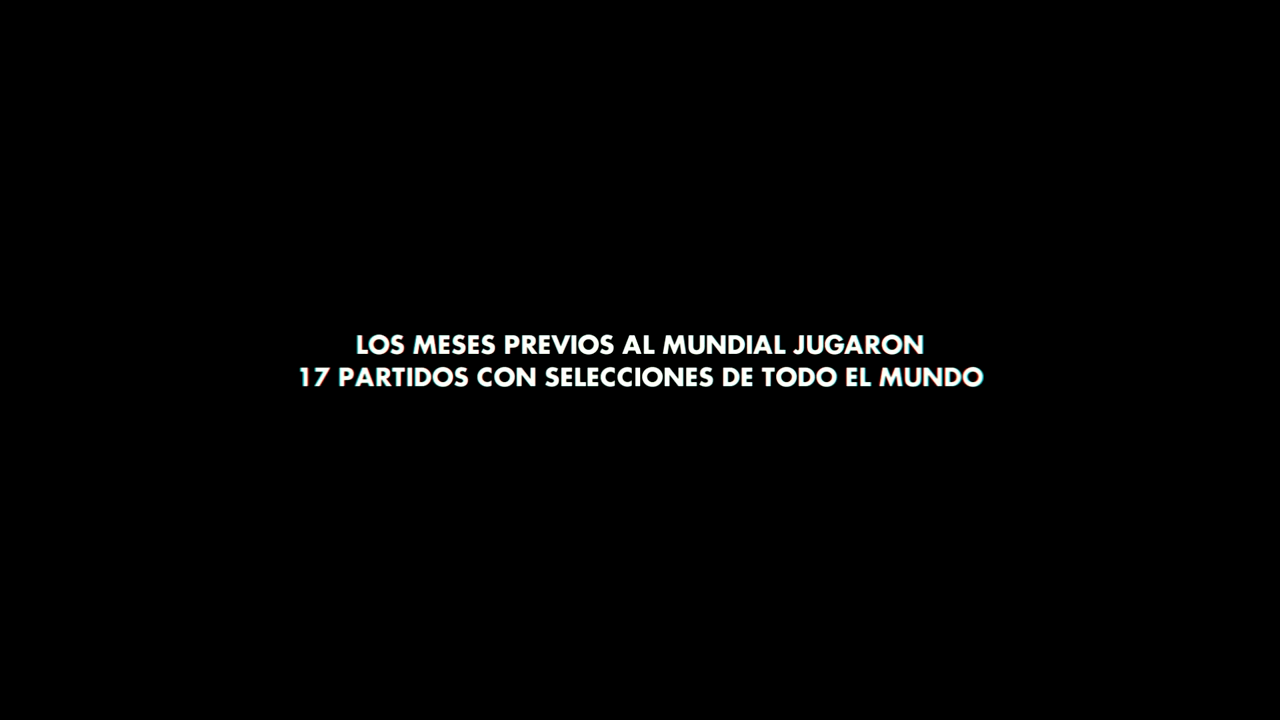 LOS MESES PREVIOS AL MUNDIAL JUGARON
17 PARTIDOS CON SELECCIONES DE TODO EL MUNDO